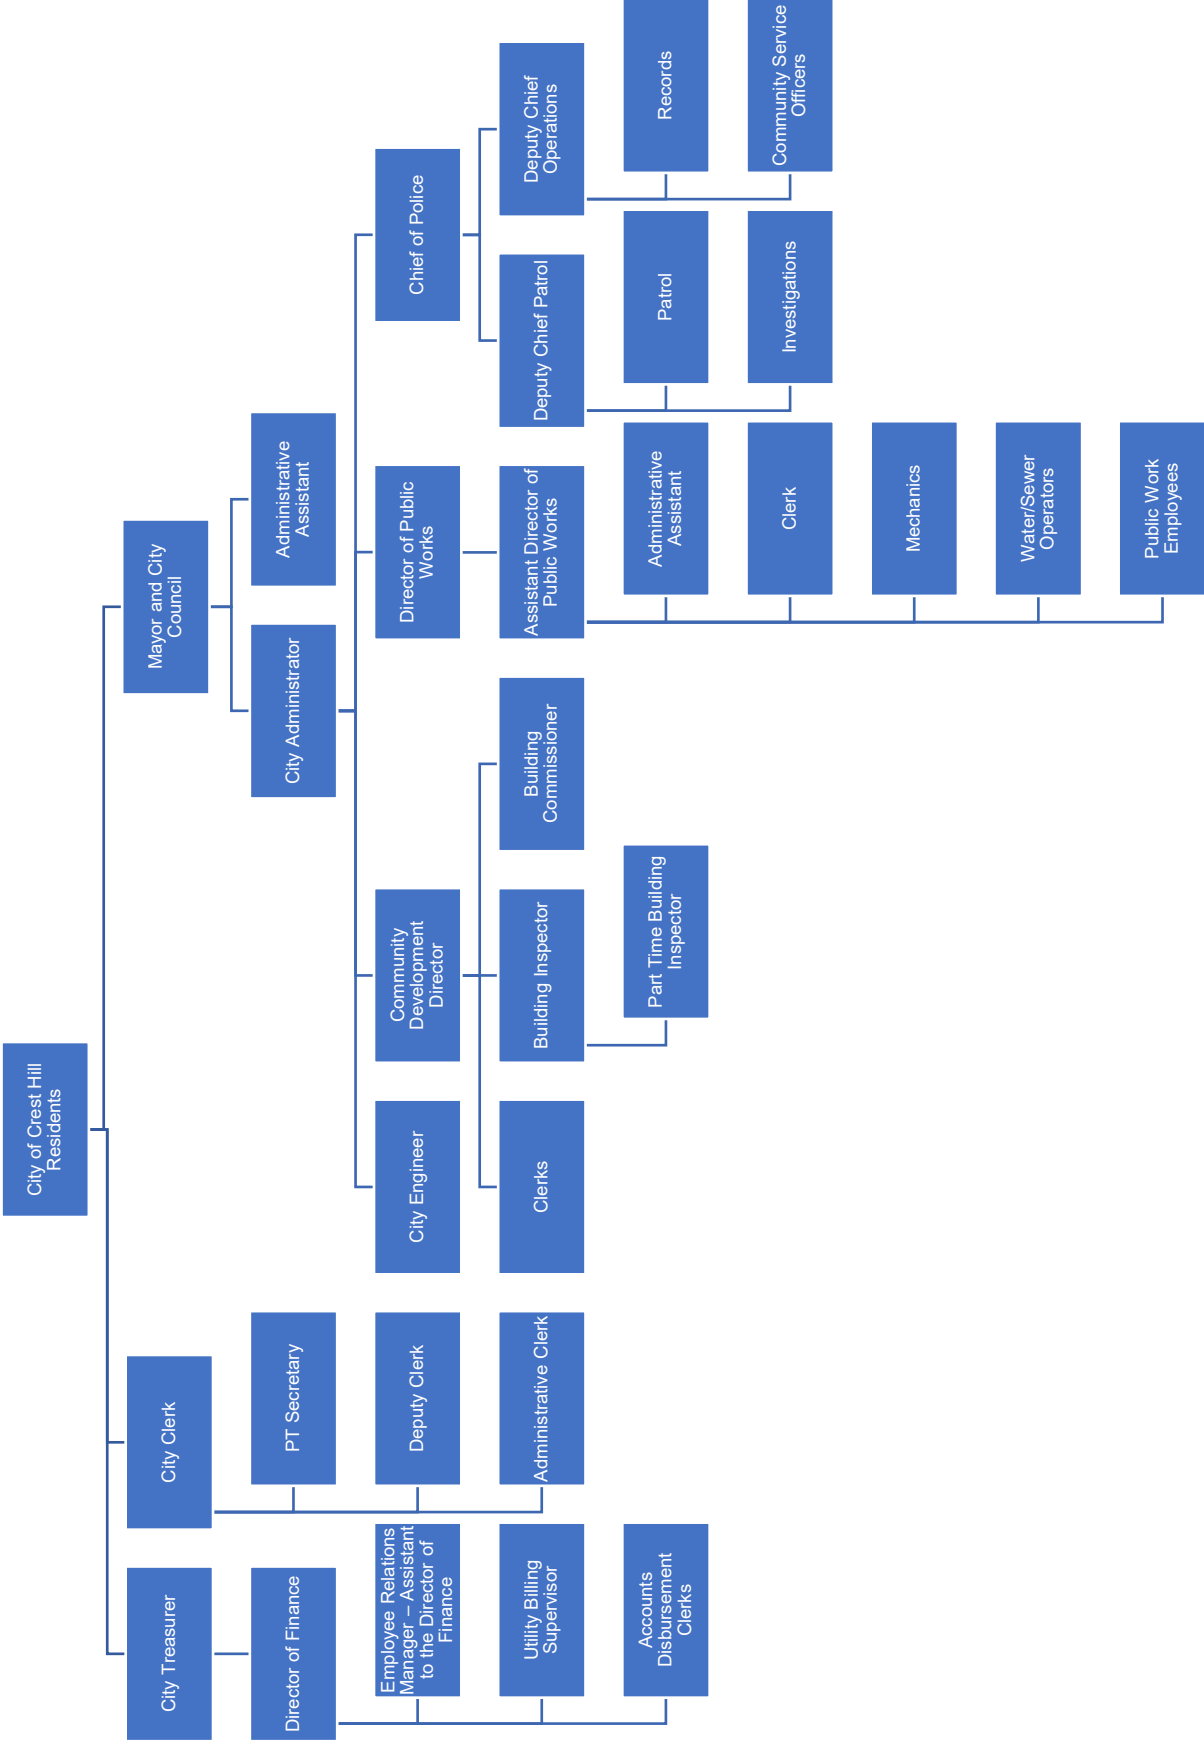 City of Crest Hill
Residents
City Treasurer
City Clerk
Mayor and City
Council
Director of Finance
PT Secretary
City Administrator
Administrative
Assistant
Employee Relations
Manager – Assistant
to the Director of
Finance
Deputy Clerk
City Engineer
Community
Development
Director
Director of Public
Works
Chief of Police
Utility Billing
Supervisor
Administrative Clerk
Clerks
Building Inspector
Building
Commissioner
Assistant Director of
Public Works
Deputy Chief Patrol
Deputy Chief
Operations
Accounts
Disbursement
Clerks
Part Time Building
Inspector
Administrative
Assistant
Patrol
Records
Clerk
Investigations
Community Service
Officers
Mechanics
Water/Sewer
Operators
Public Work
Employees